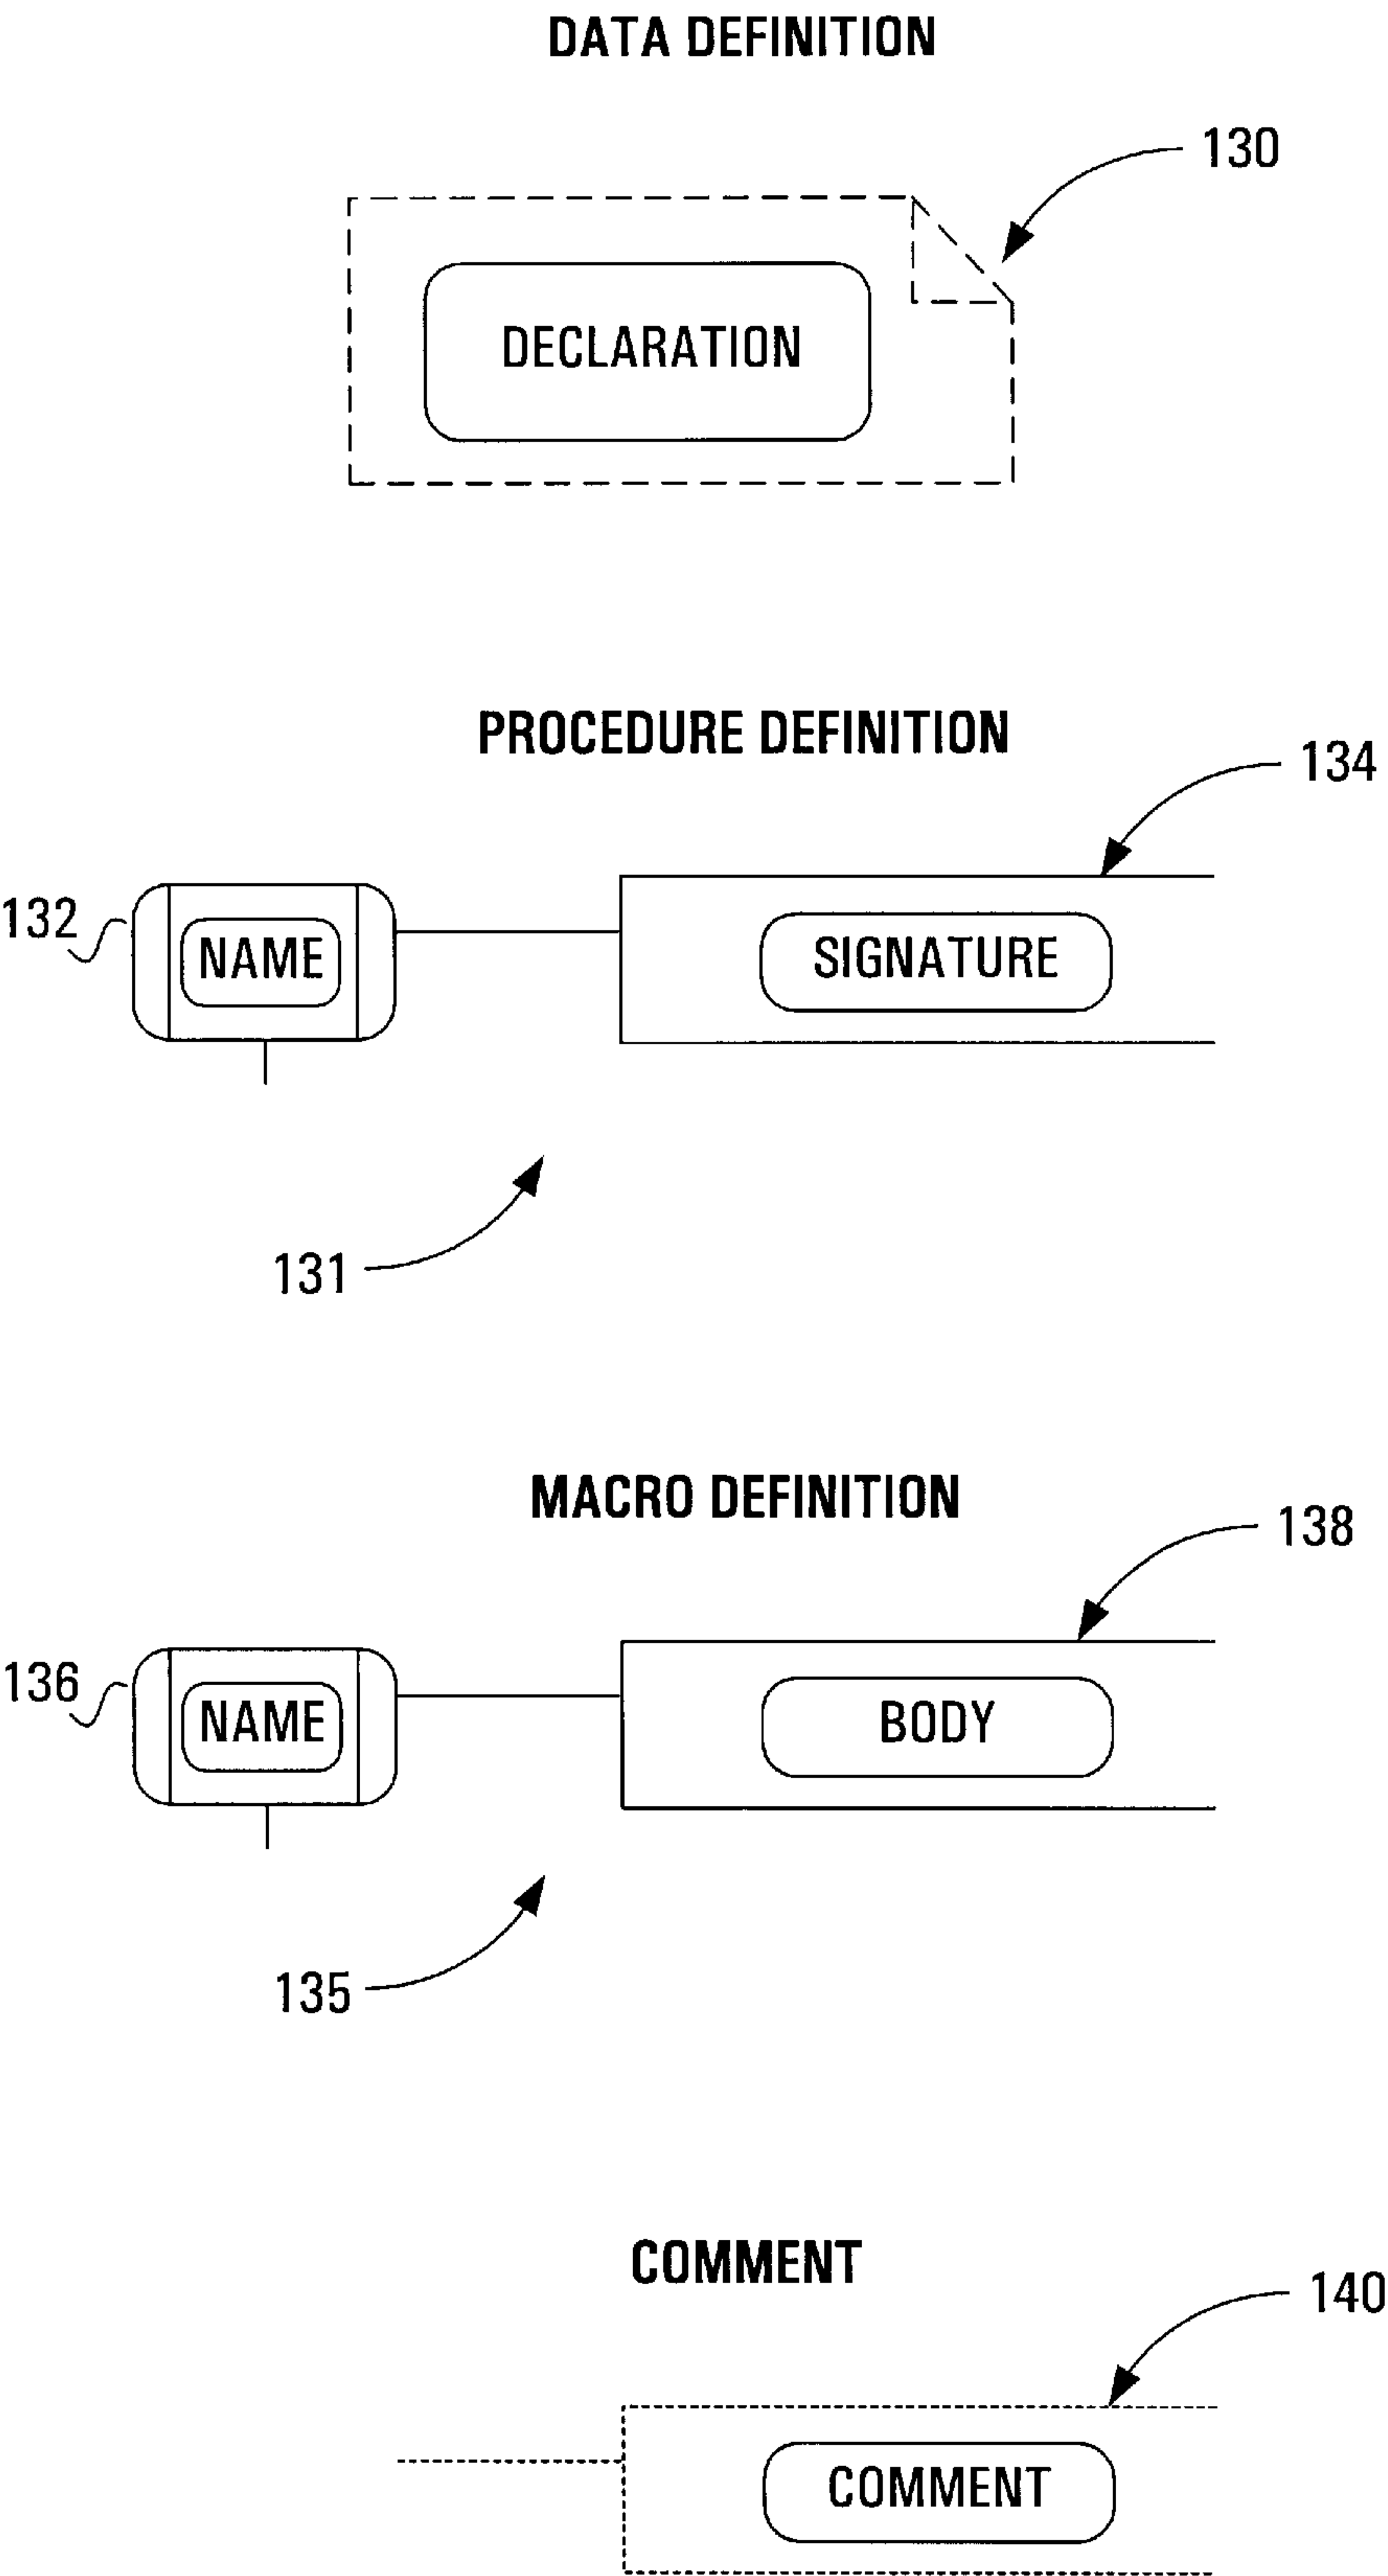 DATA DEFINITION
130
DECLARATION
PROCEDURE DEFINITION
134
132
NAME
SIGNATURE
131
MACRO DEFINITION
138
136
NAME
BODY
135
COMMENT
140
COMMENT